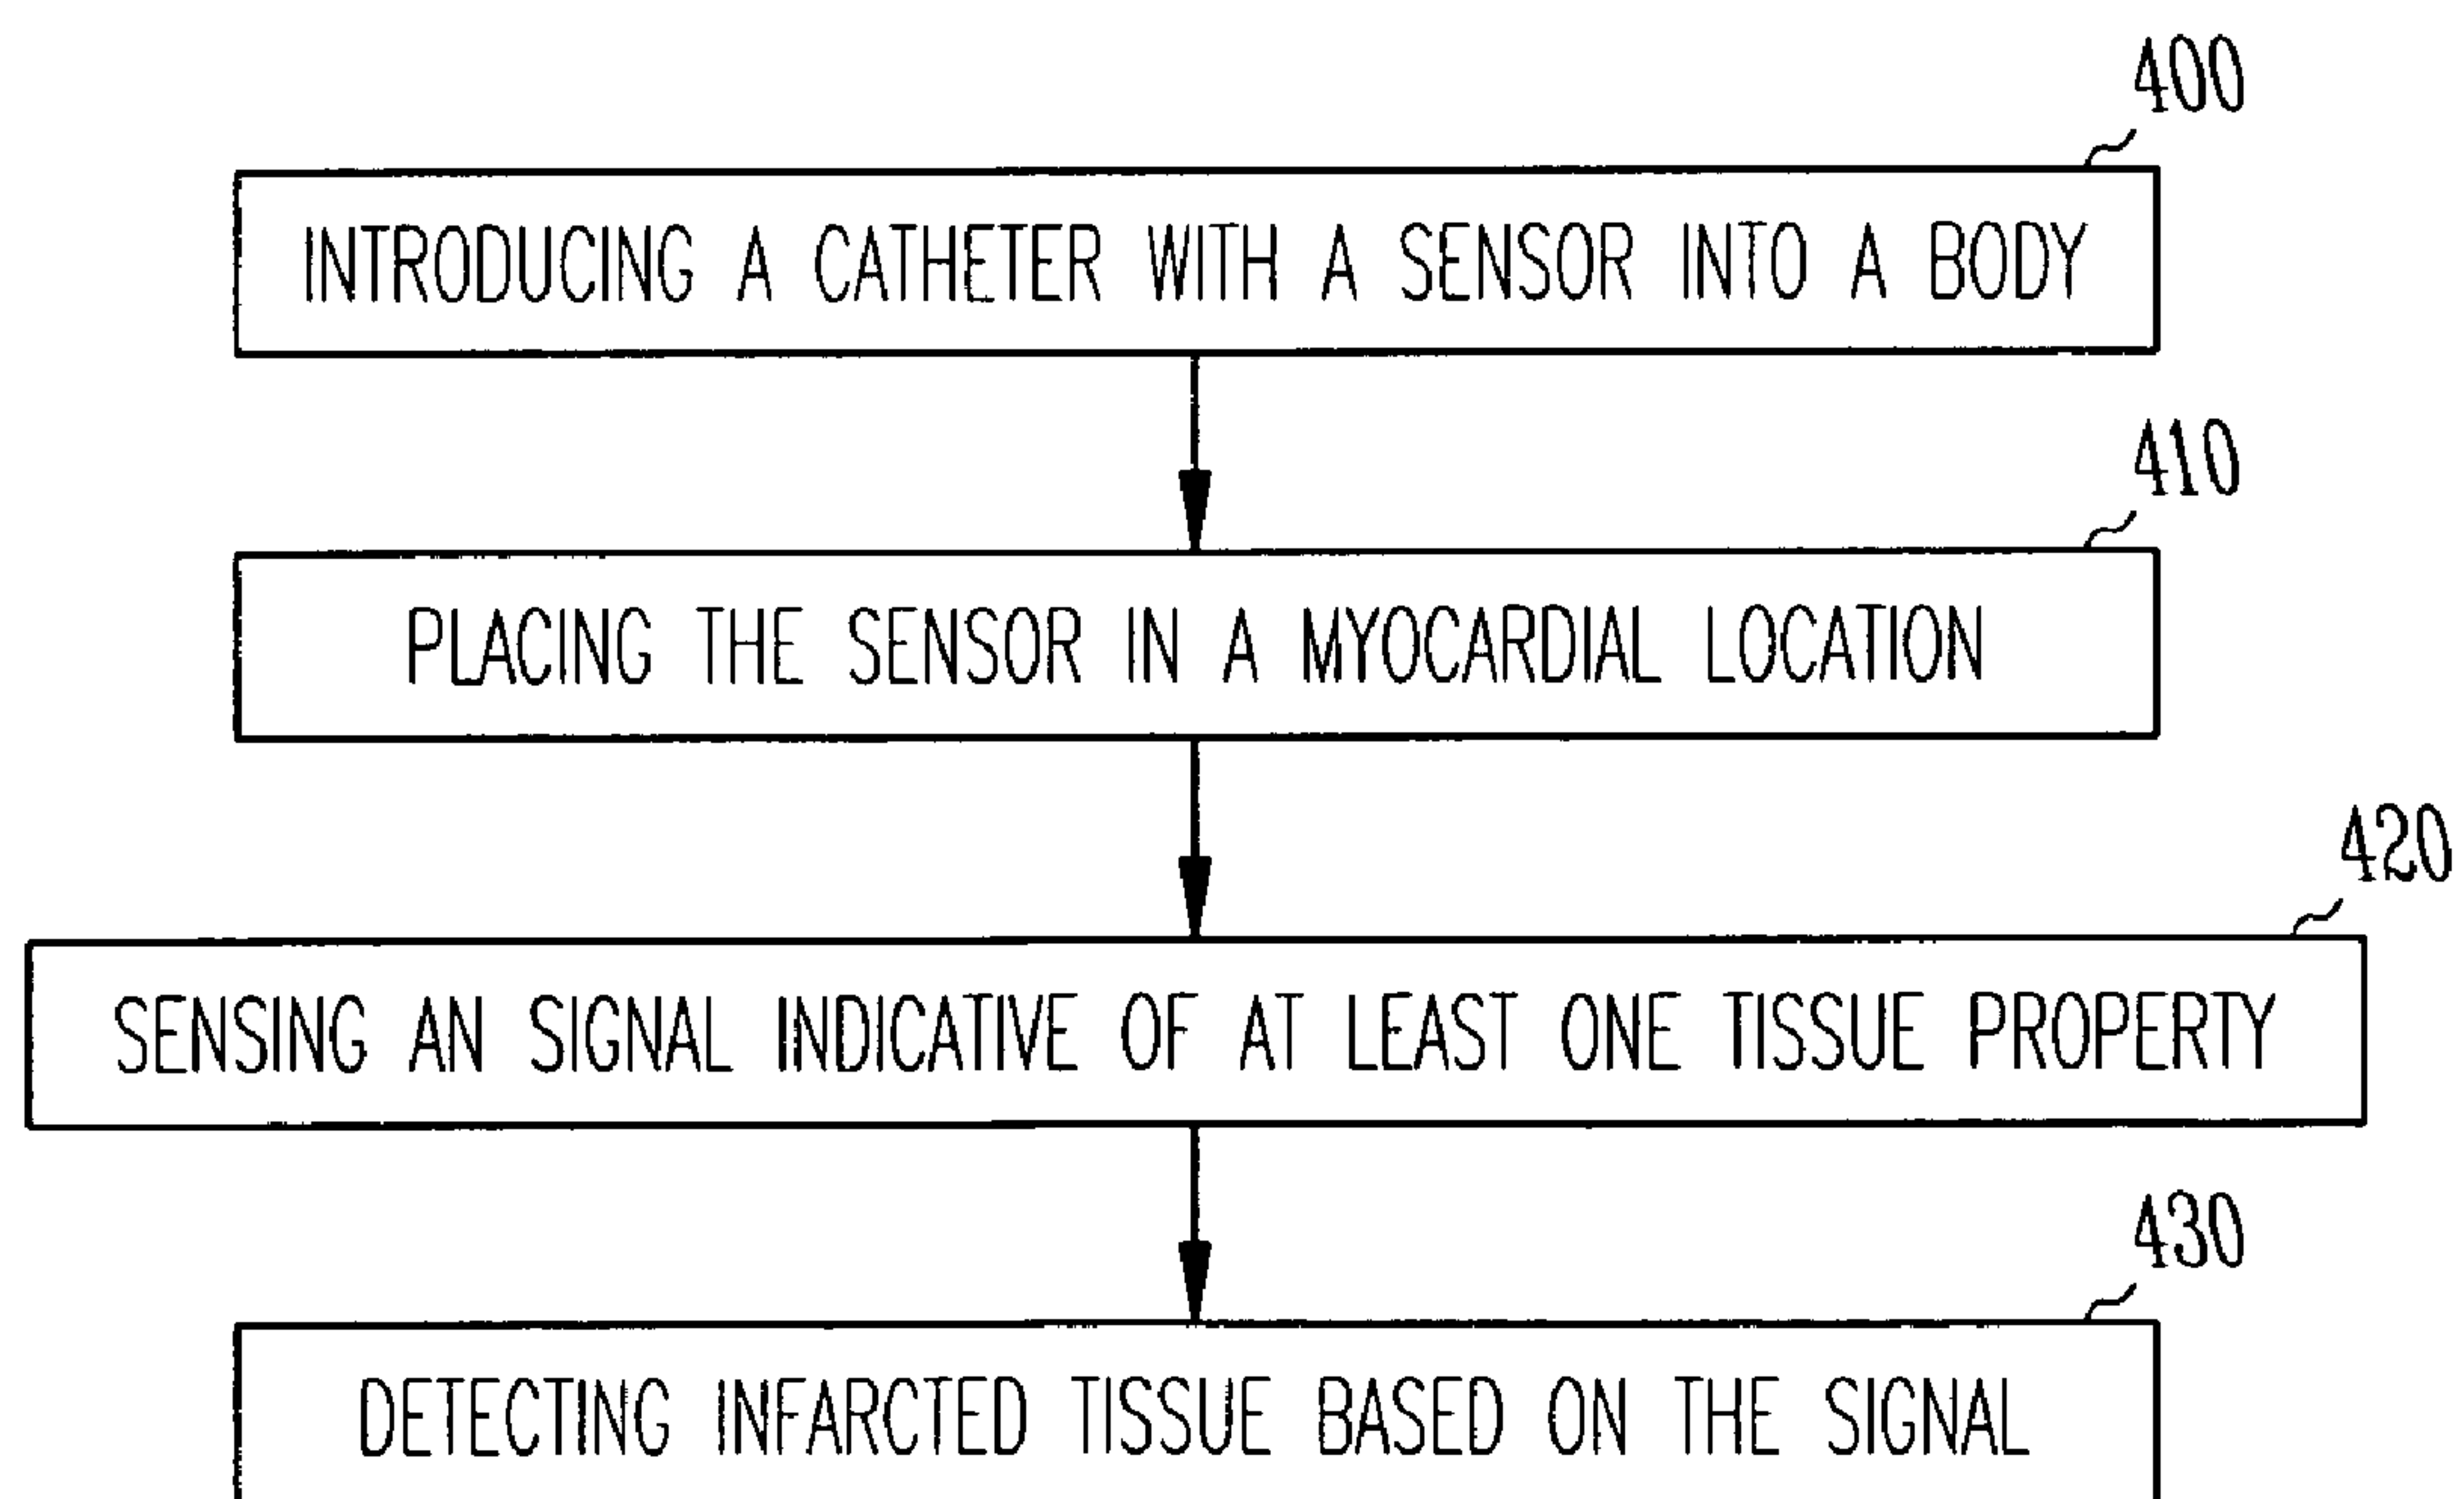 400
INTRODUCING A CATHETER WITH A SENSOR INTO A BODY
410
PLACING THE SENSOR IN A MYOCARDIAL LOCATION
420
SENSING AN SIGNAL INDICATIVE OF AT LEAST ONE TISSUE PROPERTY
430
DETECTING INFARCTED TISSUE BASED ON THE SIGNAL